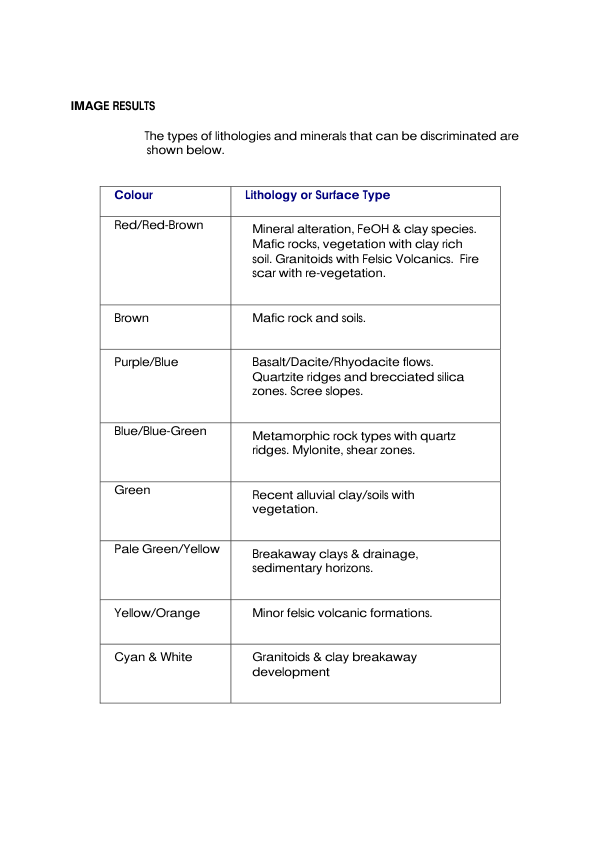 IMAGE RESULTS
The types of lithologies and minerals that can be discriminated are
shown below.
Colour
Lithology or Surface Type
Red/Red-Brown
Mineral alteration, FeOH & clay species.
Mafic rocks, vegetation with clay rich
soil. Granitoids with Felsic Volcanics. Fire
scar with re-vegetation.
Brown
Mafic rock and soils.
Purple/Blue
Basalt/Dacite/Rhyodacite flows.
Quartzite ridges and brecciated silica
zones. Scree slopes.
Blue/Blue-Green
Metamorphic rock types with quartz
ridges. Mylonite, shear zones.
Green
Recent alluvial clay/soils with
vegetation.
Pale Green/Yellow
Breakaway clays & drainage,
sedimentary horizons.
Yellow/Orange
Minor felsic volcanic formations.
Cyan & White
Granitoids & clay breakaway
development